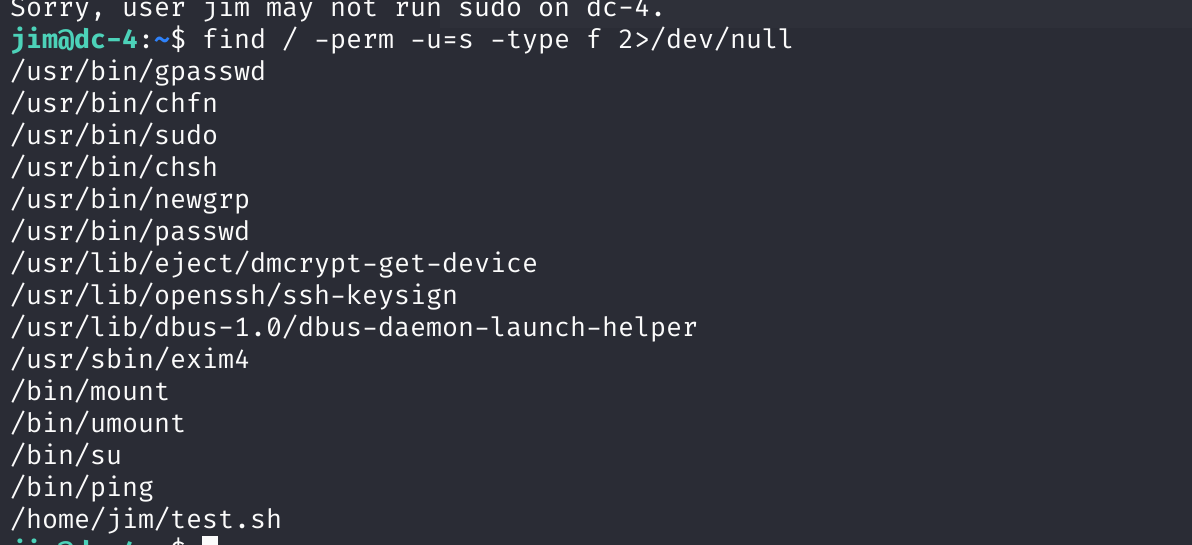 Sorry, user jim may not run sudo on dc-4.
jim@dc-4:~$ find / -perm -u=s -type f 2>/dev/null
/usr/bin/gpasswd
/usr/bin/chfn
/usr/bin/sudo
/usr/bin/chsh
/usr/bin/newgrp
/usr/bin/passwd
/usr/lib/eject/dmcrypt-get-device
/usr/lib/openssh/ssh-keysign
/usr/lib/dbus-1.0/dbus-daemon-launch-helper
/usr/sbin/exim4
/bin/mount
/bin/umount
/bin/su
/bin/ping
/home/jim/test.sh